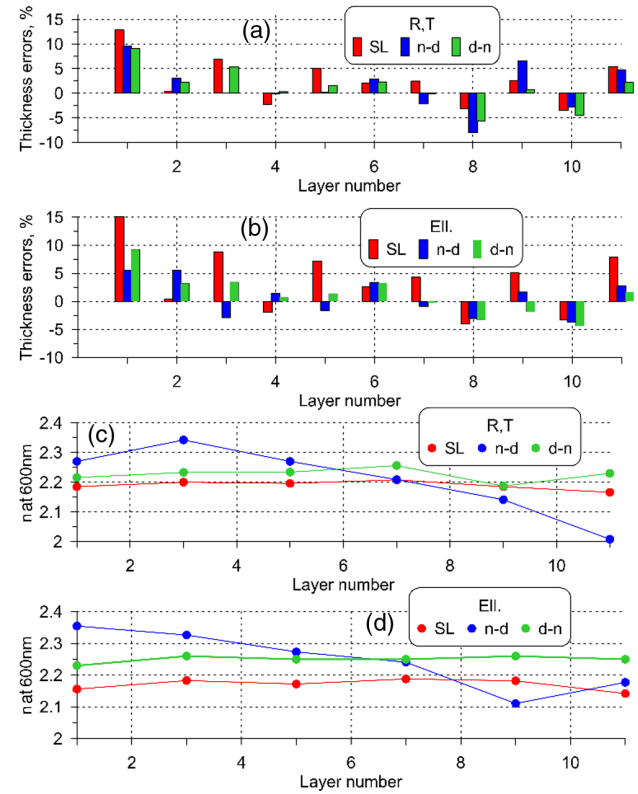 (a)
R,T
SL n-d d-n
Thickness errors, %
15
10
5
0
-5
-10
2 4 6 8 10
Layer number
(b)
Ell.
SL n-d d-n
Thickness errors, %
15
10
5
0
-5
-10
2 4 6 8 10
Layer number
(c)
R,T
SL n-d d-n
n at 600nm
2.4
2.3
2.2
2.1
2
2 4 6 8 10
Layer number
(d)
Ell.
SL n-d d-n
n at 600nm
2.4
2.3
2.2
2.1
2
2 4 6 8 10
Layer number